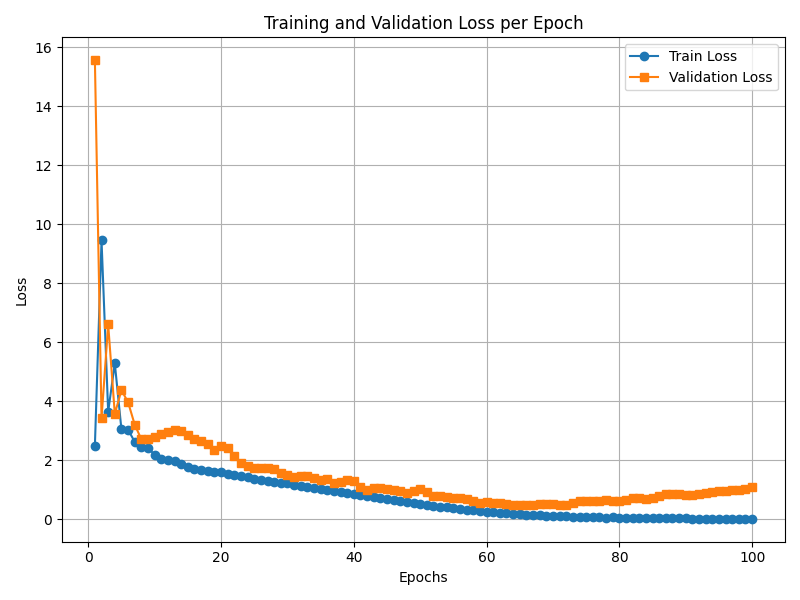 Training and Validation Loss per Epoch
Train Loss
Validation Loss
16
14
12
10
8
6
4
2
0
Loss
0 20 40 60 80 100
Epochs